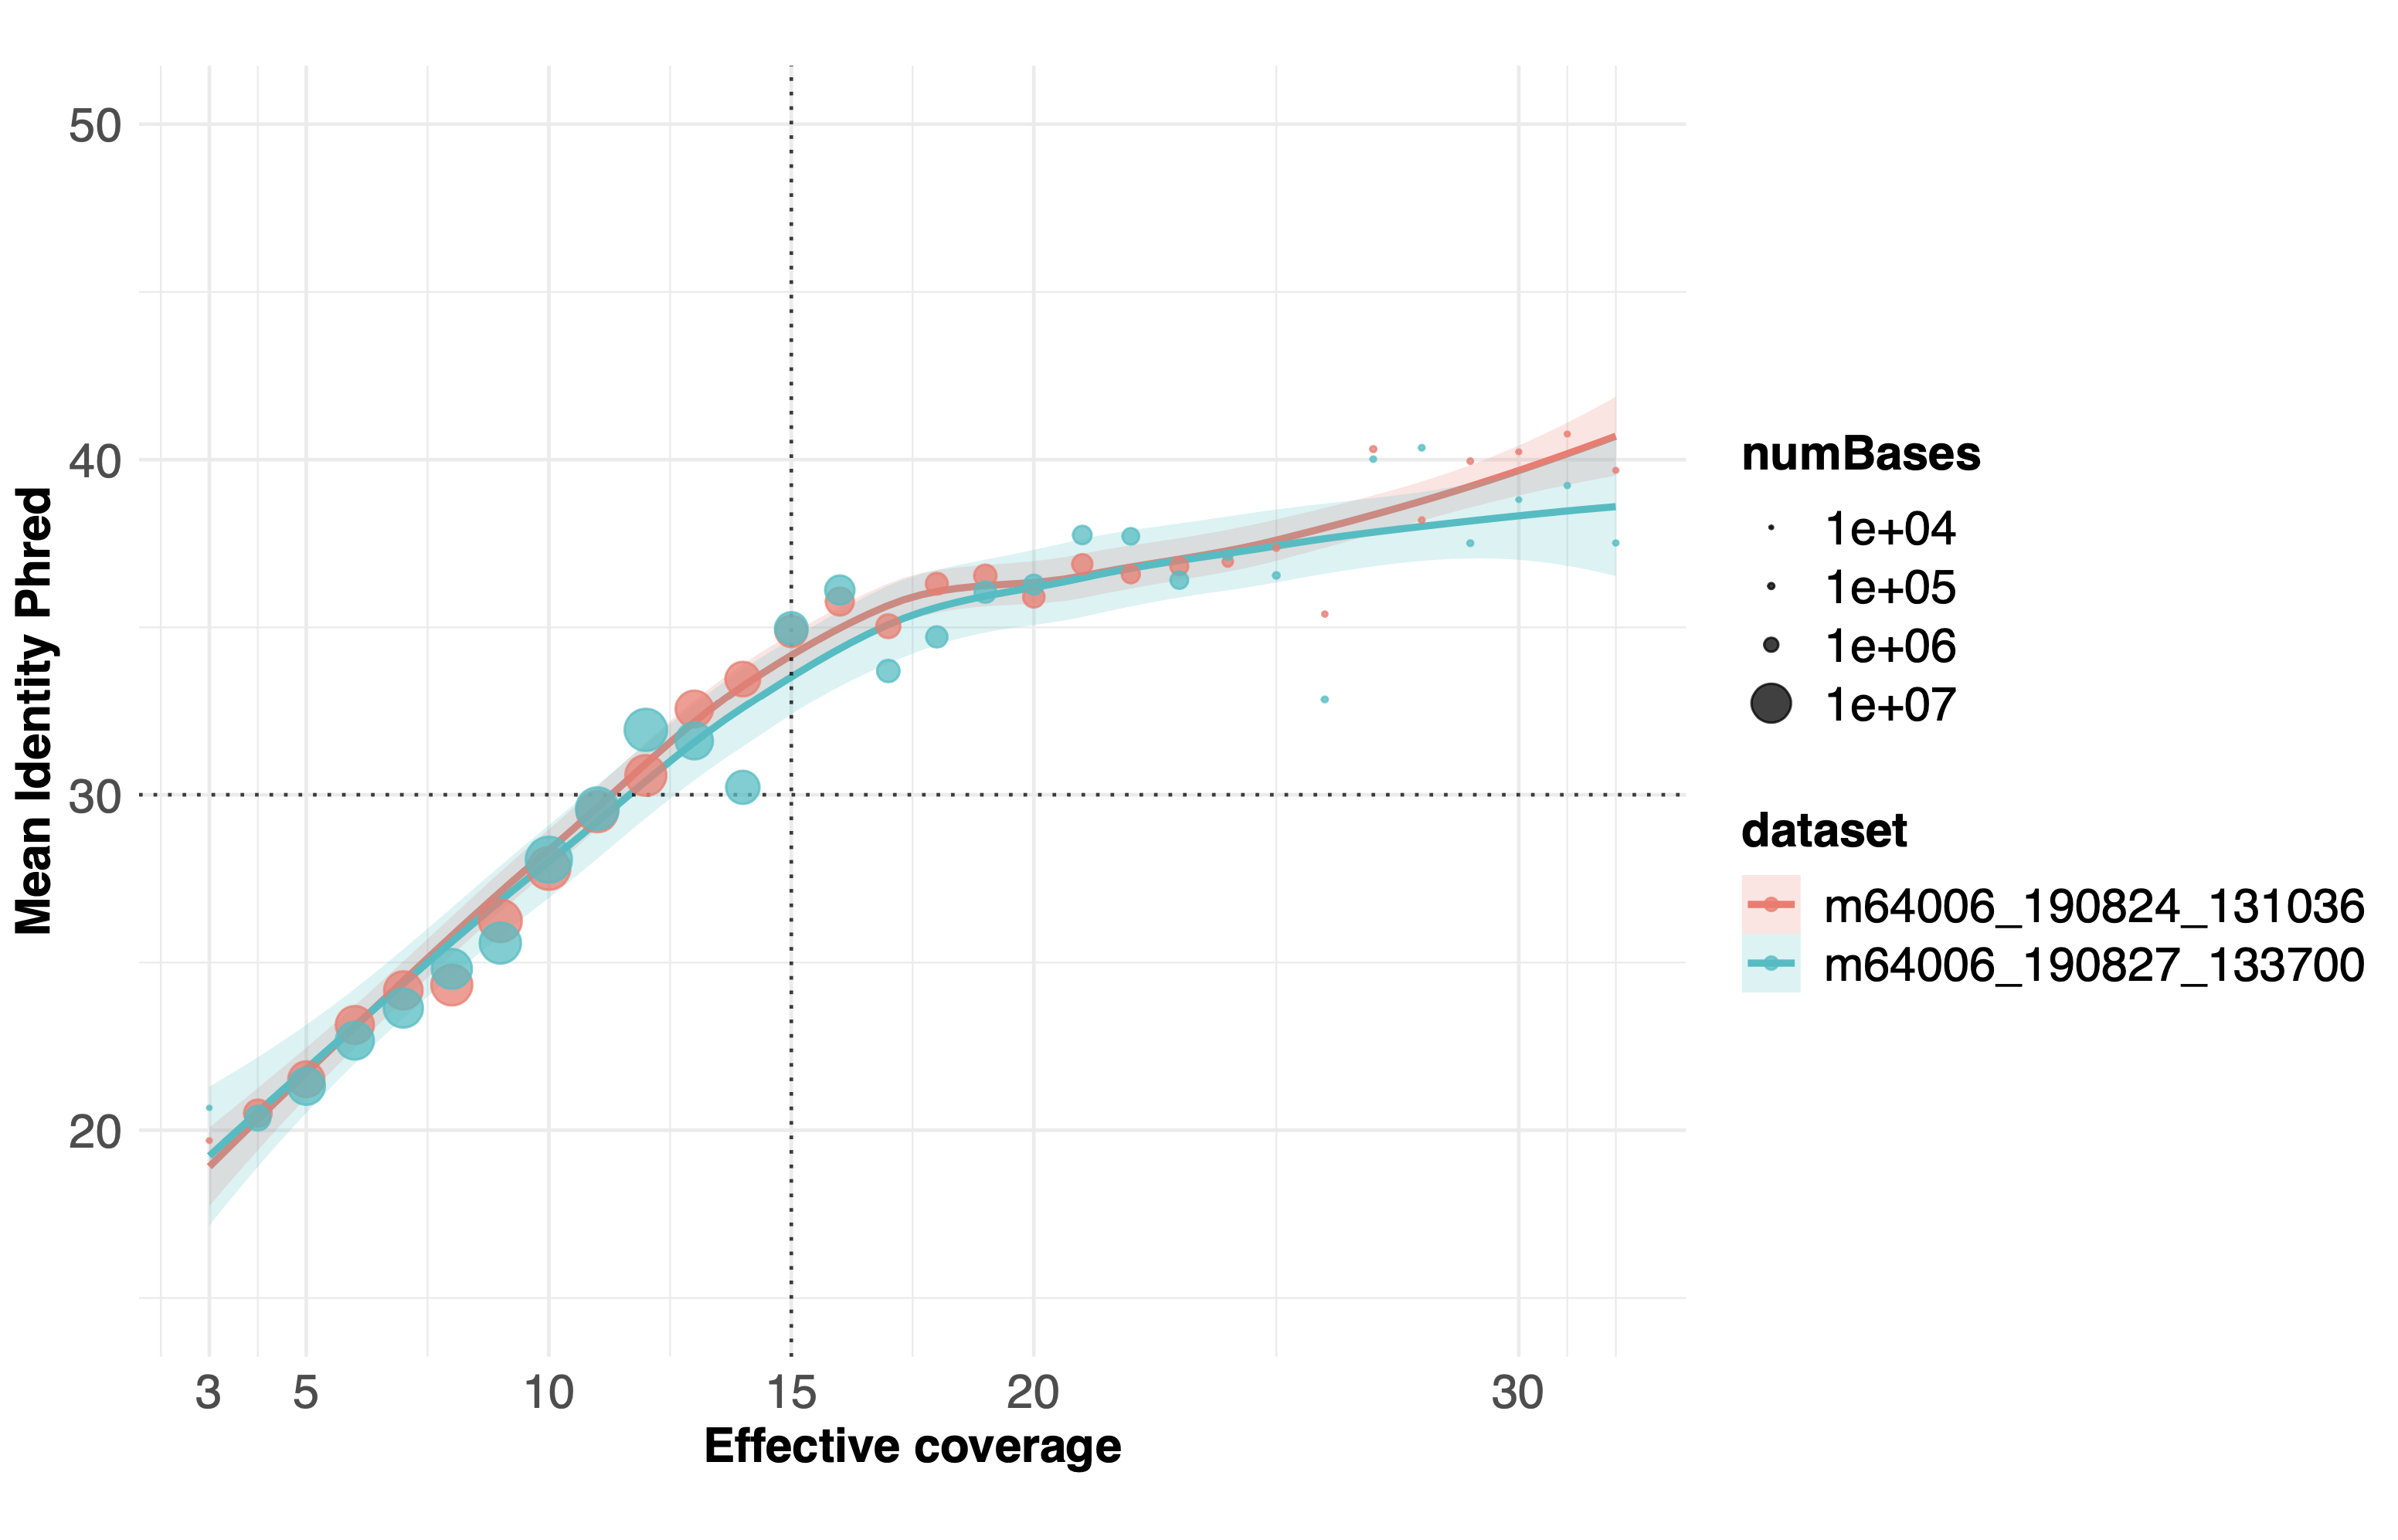 50
40
30
20
Mean Identity Phred
3 5 10 15 20 30
Effective coverage
numBases
1e+04
1e+05
1e+06
1e+07
dataset
m64006_190824_131036
m64006_190827_133700